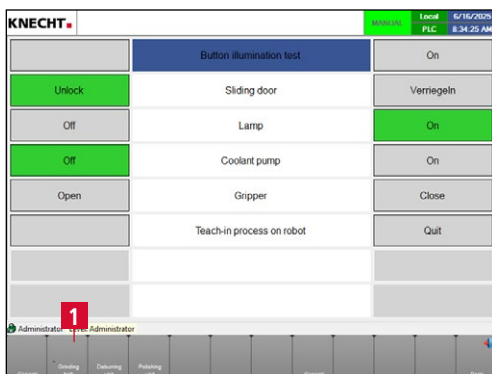 KNECHT
MANUAL
Local 6/16/2025
PLC 8:34:25 AM
Button illumination test On
Unlock Sliding door Verriegeln
Off Lamp On
Off Coolant pump On
Open Gripper Close
Teach-in process on robot Quit
1
Administrator Administrator
Grinding
Deburring
Polishing